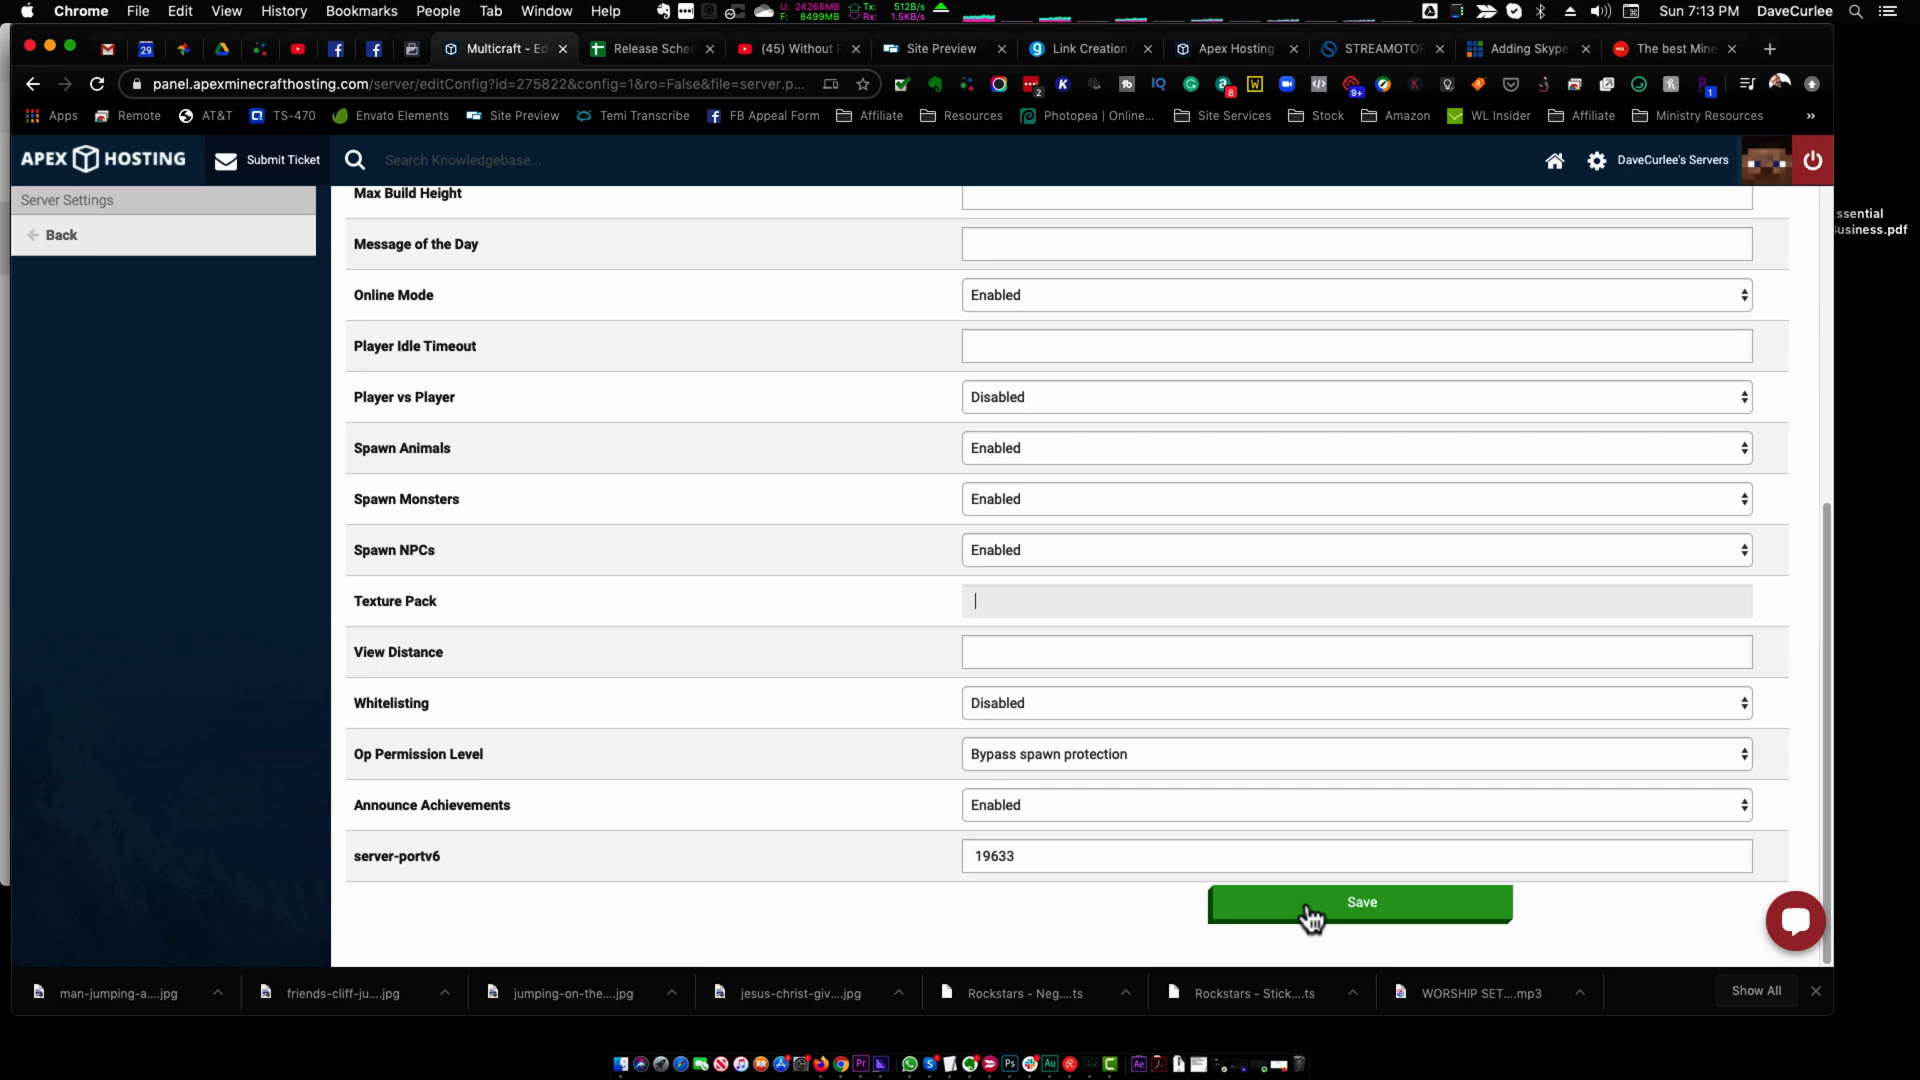 Chrome File Edit View History Bookmarks People Tab Window Help U: 24266MB F: 8499MB Tx: 512B/s Rx: 1.5KB/s Sun 7:13 PM DaveCurlee
Multicraft - Ed Release Sche (45) Without F Site Preview Link Creation Apex Hosting STREAMOTOR Adding Skype The best Mine
panel.apexminecrafthosting.com/server/editConfig?id=275822&config=1&ro=False&file=server.p...
Apps Remote AT&T TS-470 Envato Elements Site Preview Temi Transcribe FB Appeal Form Affiliate Resources Photopea | Online... Site Services Stock Amazon WL Insider Affiliate Ministry Resources »
APEX HOSTING Submit Ticket Search Knowledgebase... DaveCurlee's Servers
Server Settings
Back
ssential
usiness.pdf
Max Build Height
Message of the Day
Online Mode Enabled
Player Idle Timeout
Player vs Player Disabled
Spawn Animals Enabled
Spawn Monsters Enabled
Spawn NPCs Enabled
Texture Pack
View Distance
Whitelisting Disabled
Op Permission Level Bypass spawn protection
Announce Achievements Enabled
server-portv6 19633
Save
man-jumping-a....jpg friends-cliff-ju....jpg jumping-on-the....jpg jesus-christ-giv....jpg Rockstars - Neg....ts Rockstars - Stick....ts WORSHIP SET....mp3 Show All